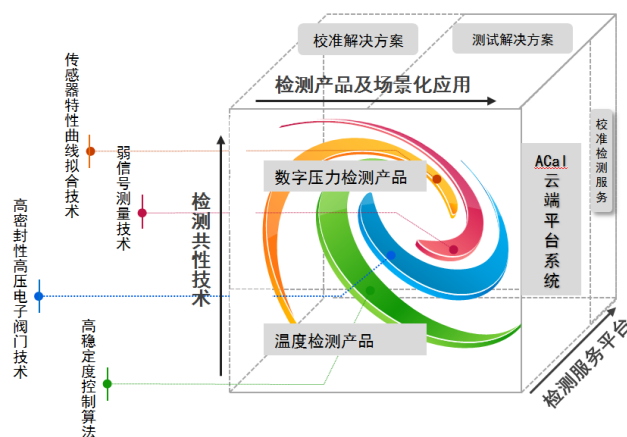 校准解决方案
测试解决方案
检测产品及场景化应用
传感器特性曲线拟合技术
弱信号测量技术
高密封性高压电子阀门技术
高稳定度控制算法
检测共性技术
数字压力检测产品
温度检测产品
ACal
云端平台系统
校准检测服务
检测服务平台